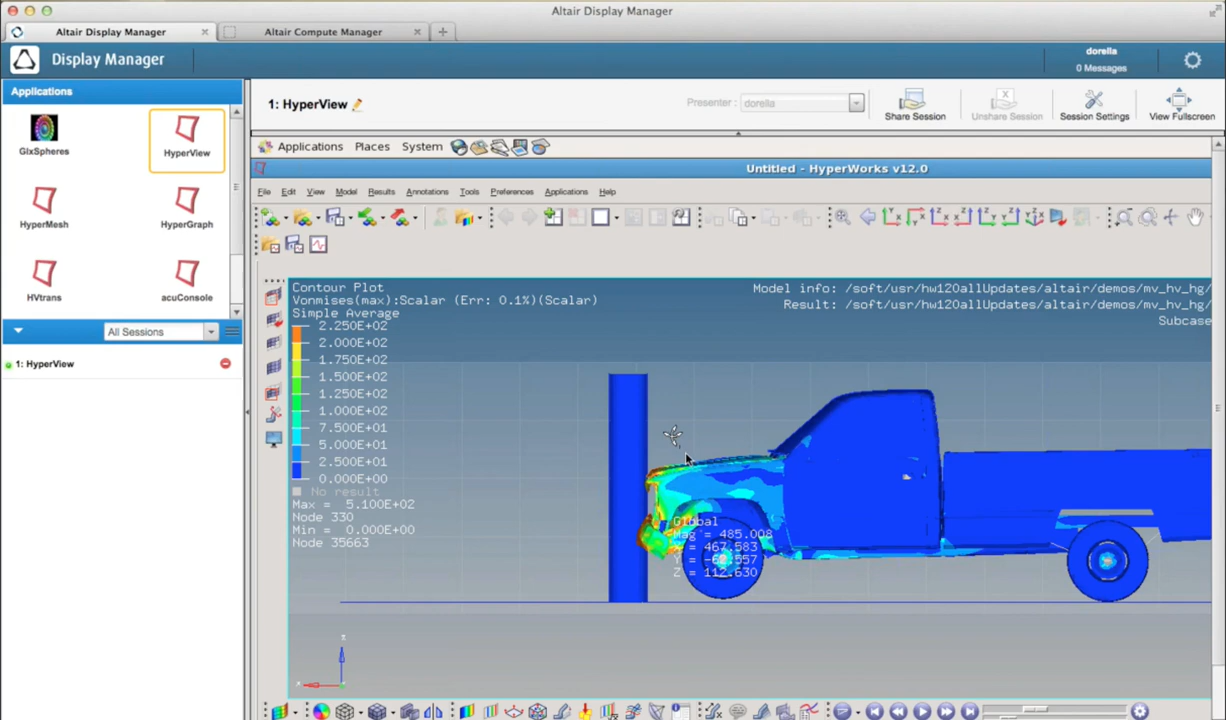 Altair Display Manager
Altair Display Manager
Altair Compute Manager
Display Manager
dorella
0 Messages
Applications
GlxSpheres
HyperView
HyperMesh
HyperGraph
HVtrans
acuConsole
All Sessions
1: HyperView
1: HyperView
Presenter : dorella
Share Session
Unshare Session
Session Settings
View Fullscreen
Applications Places System
Untitled - HyperWorks v12.0
File Edit View Model Results Annotations Tools Preferences Applications Help
Contour Plot
Vonmises(max):Scalar (Err: 0.1%)(Scalar)
Simple Average
2.250E+02
2.000E+02
1.750E+02
1.500E+02
1.250E+02
1.000E+02
7.500E+01
5.000E+01
2.500E+01
0.000E+00
No result
Max = 5.100E+02
Node 330
Min = 0.000E+00
Node 35663
Model info: /soft/usr/hw120allUpdates/altair/demos/mv_hv_hg/
Result: /soft/usr/hw120allUpdates/altair/demos/mv_hv_hg/
Subcase
Global
Mag = 485.008
X = 467.583
Z = 112.630
Z
X